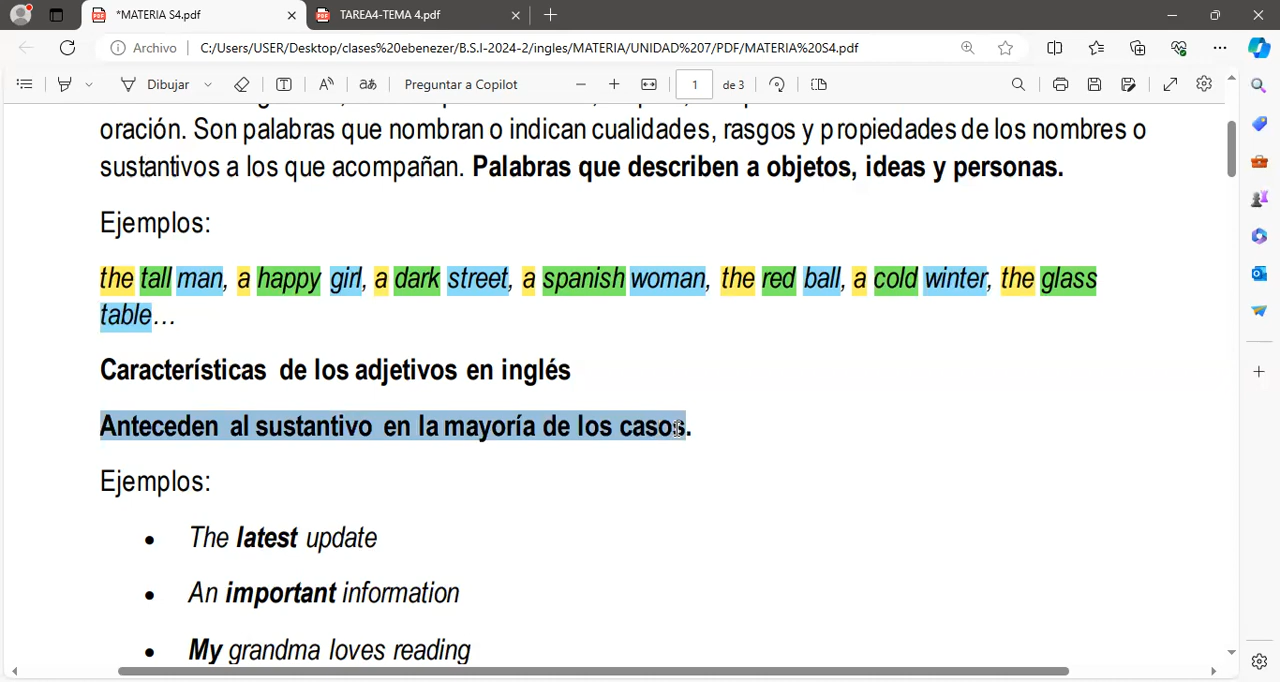 *MATERIA S4.pdf
TAREA4-TEMA 4.pdf
Archivo
C:/Users/USER/Desktop/clases%20ebenezer/B.S.I-2024-2/ingles/MATERIA/UNIDAD%207/PDF/MATERIA%20S4.pdf
Dibujar
aあ
Preguntar a Copilot
1
de 3
oración. Son palabras que nombran o indican cualidades, rasgos y propiedades de los nombres o
sustantivos a los que acompañan. Palabras que describen a objetos, ideas y personas.
Ejemplos:
the tall man, a happy girl, a dark street, a spanish woman, the red ball, a cold winter, the glass
table…
Características de los adjetivos en inglés
Anteceden al sustantivo en la mayoría de los casos.
Ejemplos:
• The latest update
• An important information
• My grandma loves reading